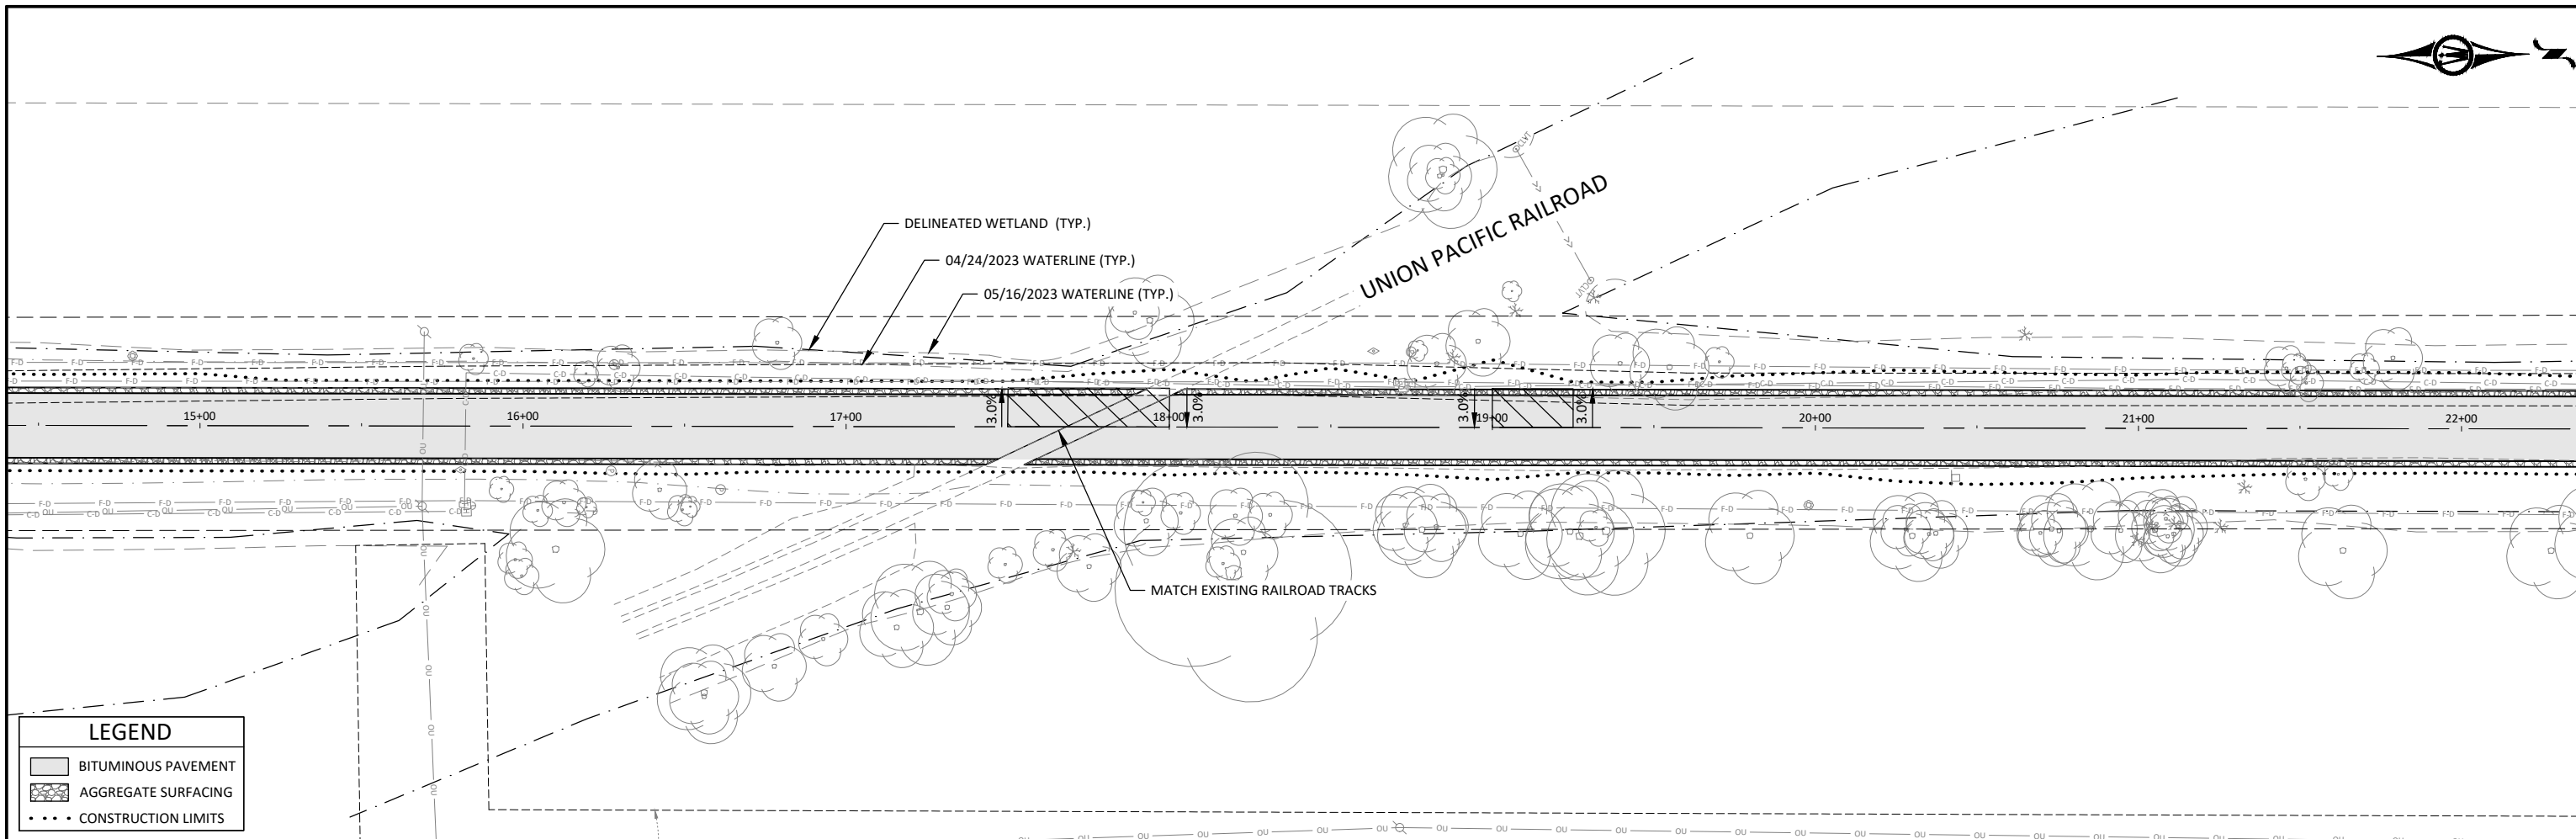 DELINEATED WETLAND (TYP.)
04/24/2023 WATERLINE (TYP.)
05/16/2023 WATERLINE (TYP.)
UNION PACIFIC RAILROAD
15+00
16+00
17+00
3.0%
18+00
3.0%
3.0%
19+00
3.0%
20+00
21+00
22+00
MATCH EXISTING RAILROAD TRACKS
LEGEND
BITUMINOUS PAVEMENT
AGGREGATE SURFACING
CONSTRUCTION LIMITS
F-D
C-D
OU